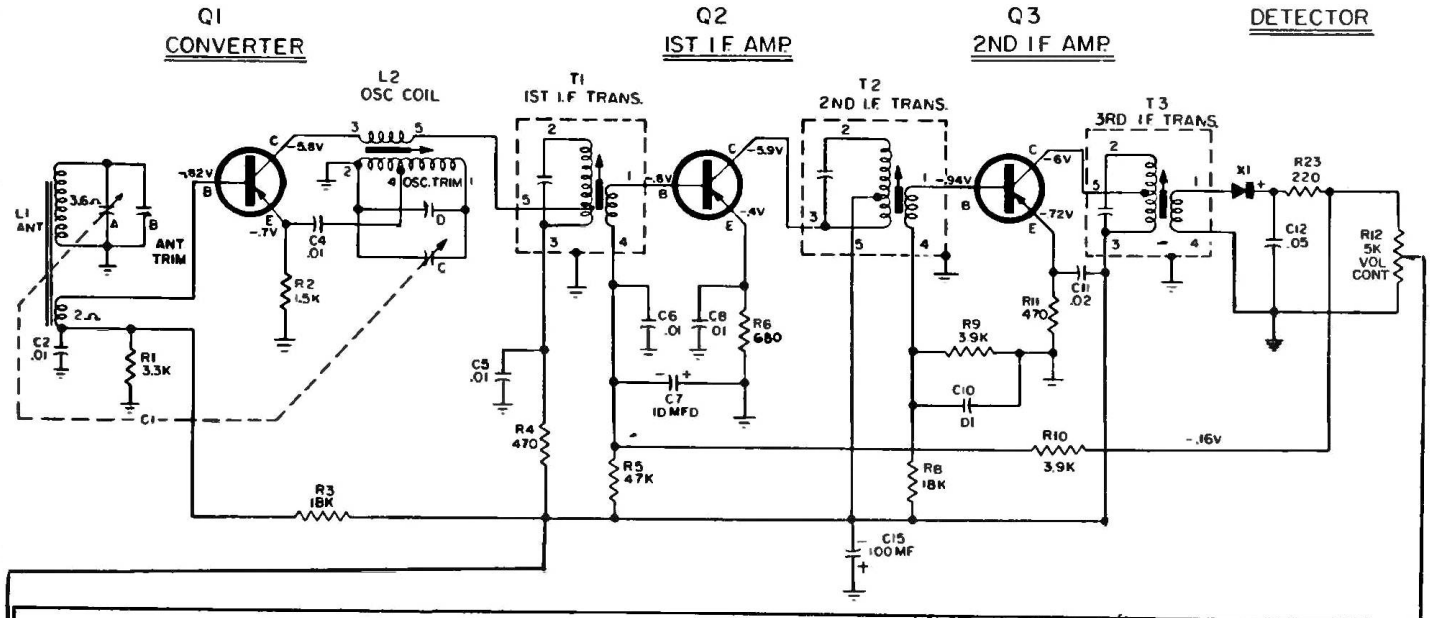 Q1
CONVERTER
Q2
1ST I.F. AMP.
Q3
2ND I F AMP.
DETECTOR
L2
OSC COIL
T1
1ST I.F TRANS.
T2
2ND I.F. TRANS.
T3
3RD I.F TRANS.
L1
ANT
3.6Ω
A
B
ANT
TRIM
2Ω
C2
.01
R1
3.3K
C1
-.82V
B
C
-5.8V
E
-.7V
C4
.01
R2
1.5K
3
5
2
4
OSC. TRIM
1
D
C
2
5
3
1
4
-.8V
B
C
-5.9V
E
-.4V
C5
.01
C6
.01
C8
01
R6
680
C7
10 MFD
- +
R4
470
R5
47K
R3
18K
2
3
5
1
4
-.94V
B
C
-6V
E
-.72V
C11
.02
R11
470
R9
3.9K
C10
D1
R8
18K
R10
3.9K
-.16V
C15
100 MF
-
+
2
5
3
1
4
X1
+
R23
220
C12
.05
R12
5K
VOL
CONT